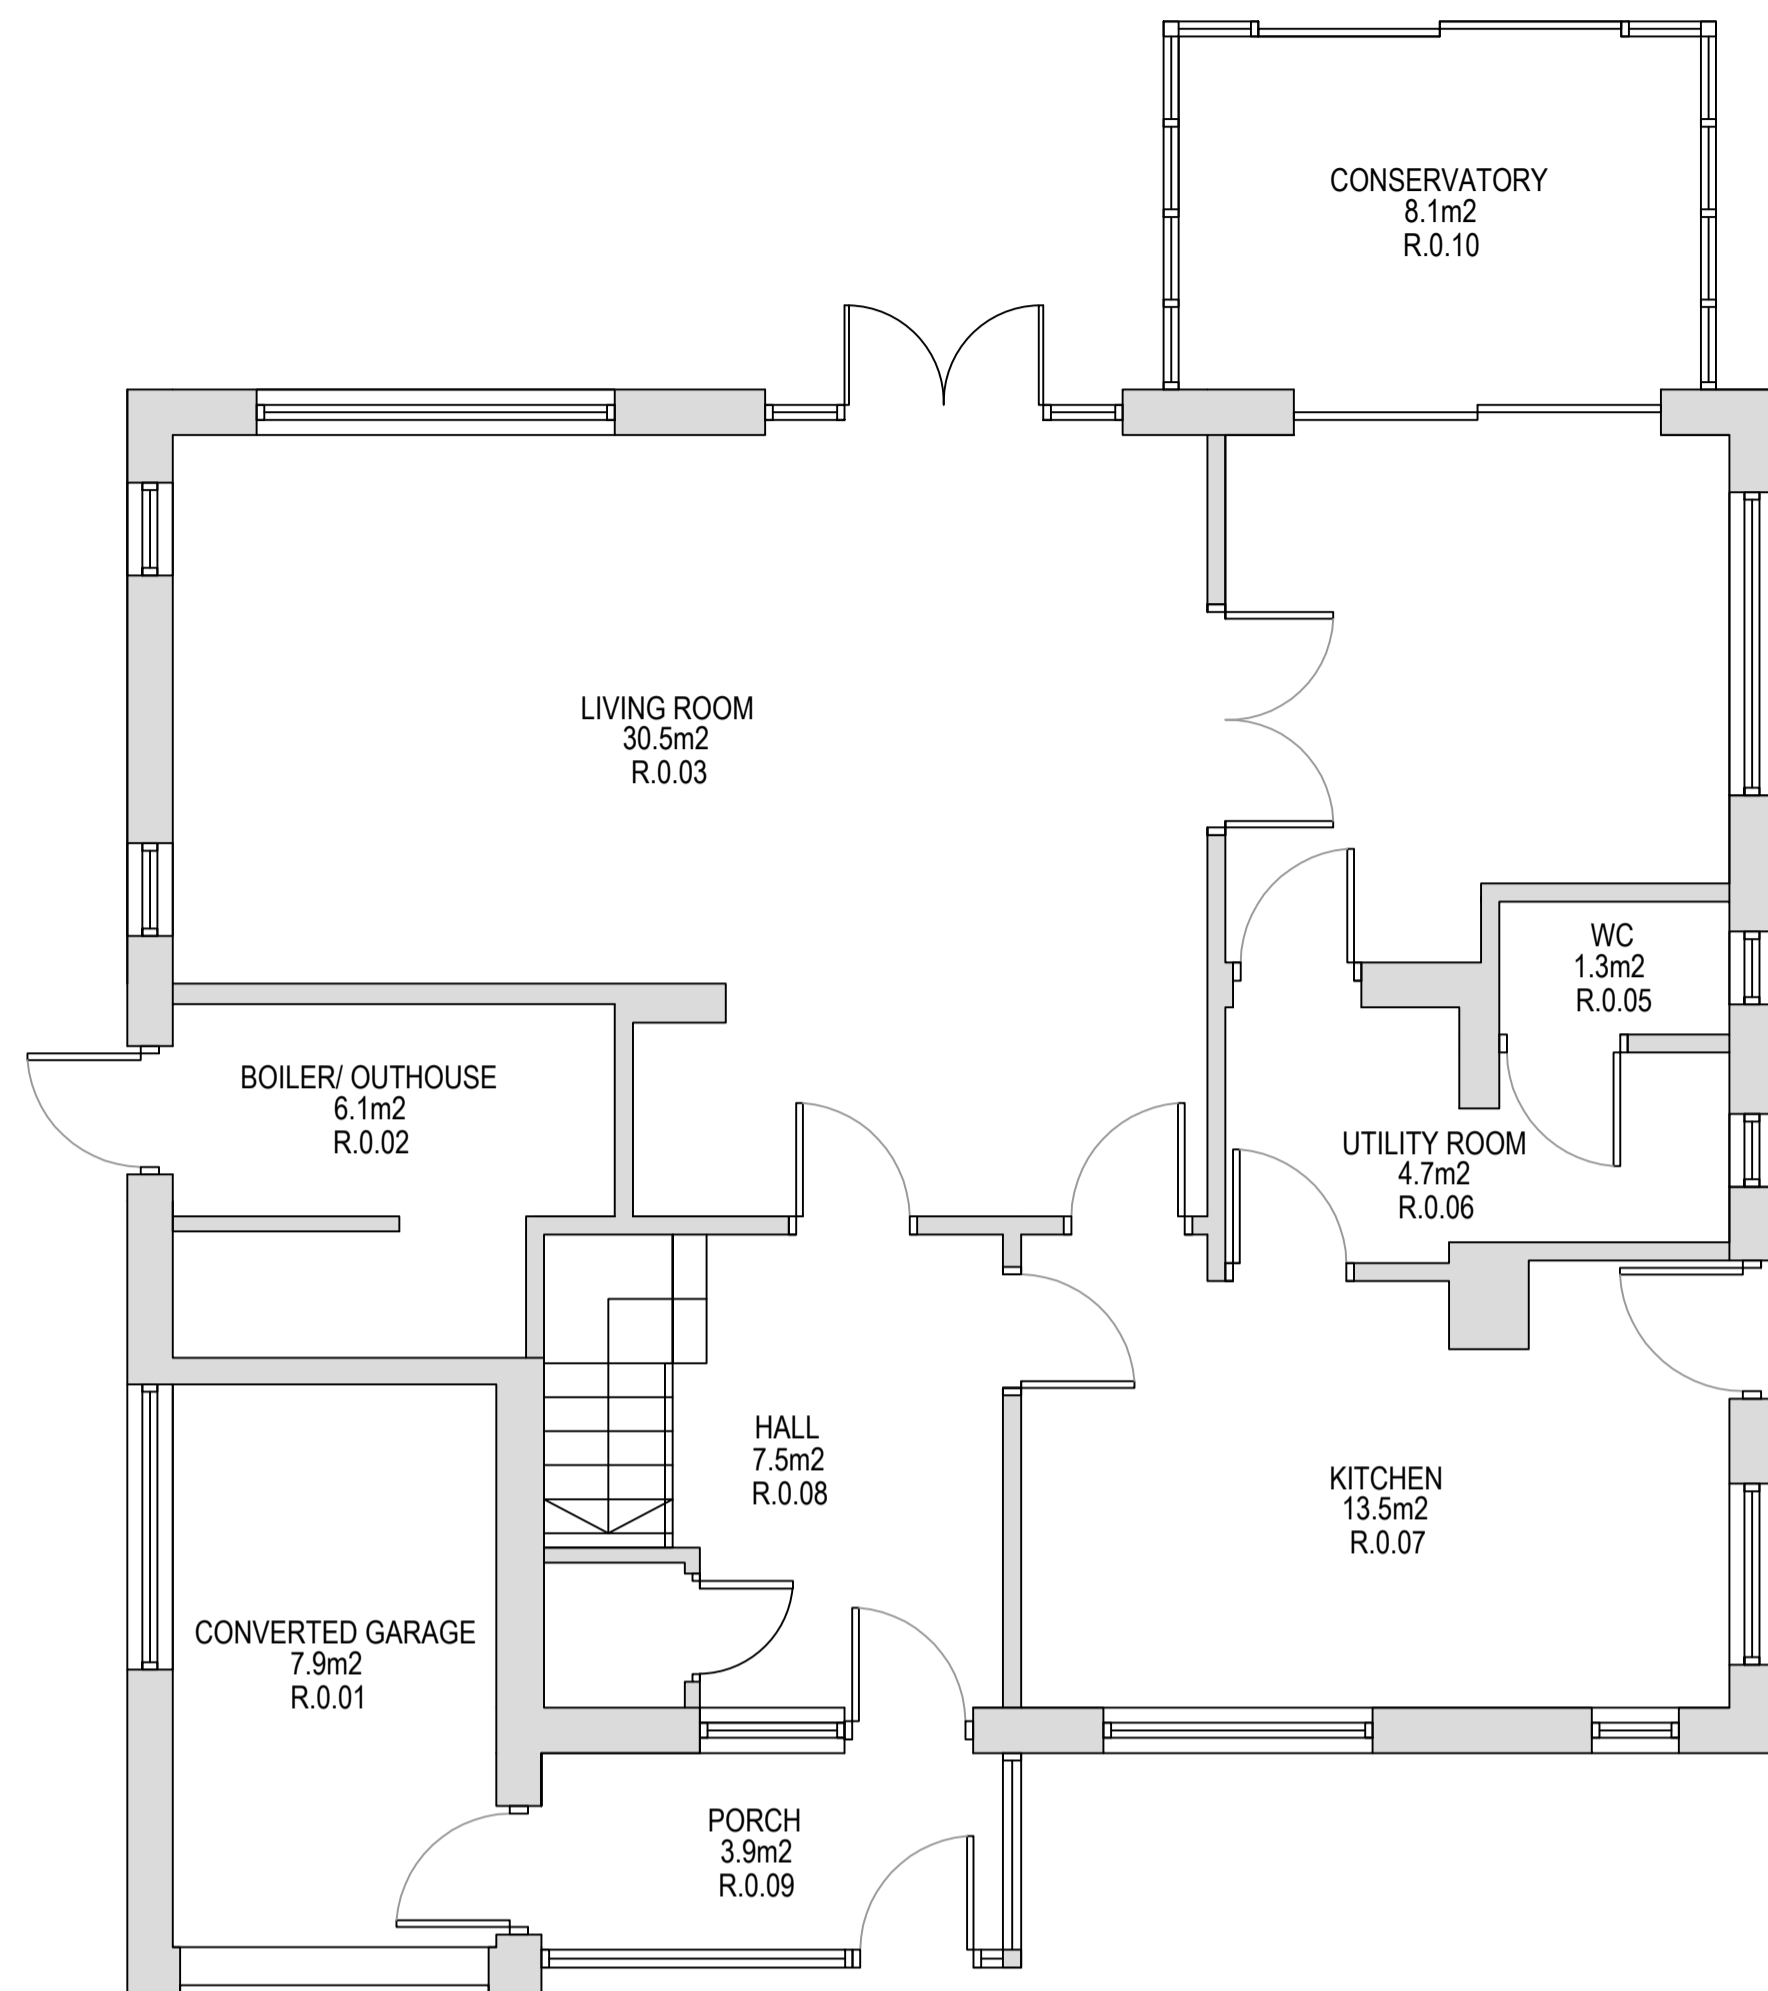 CONSERVATORY
8.1m2
R.0.10
LIVING ROOM
30.5m2
R.0.03
WC
1.3m2
R.0.05
BOILER/ OUTHOUSE
6.1m2
R.0.02
UTILITY ROOM
4.7m2
R.0.06
HALL
7.5m2
R.0.08
KITCHEN
13.5m2
R.0.07
CONVERTED GARAGE
7.9m2
R.0.01
PORCH
3.9m2
R.0.09